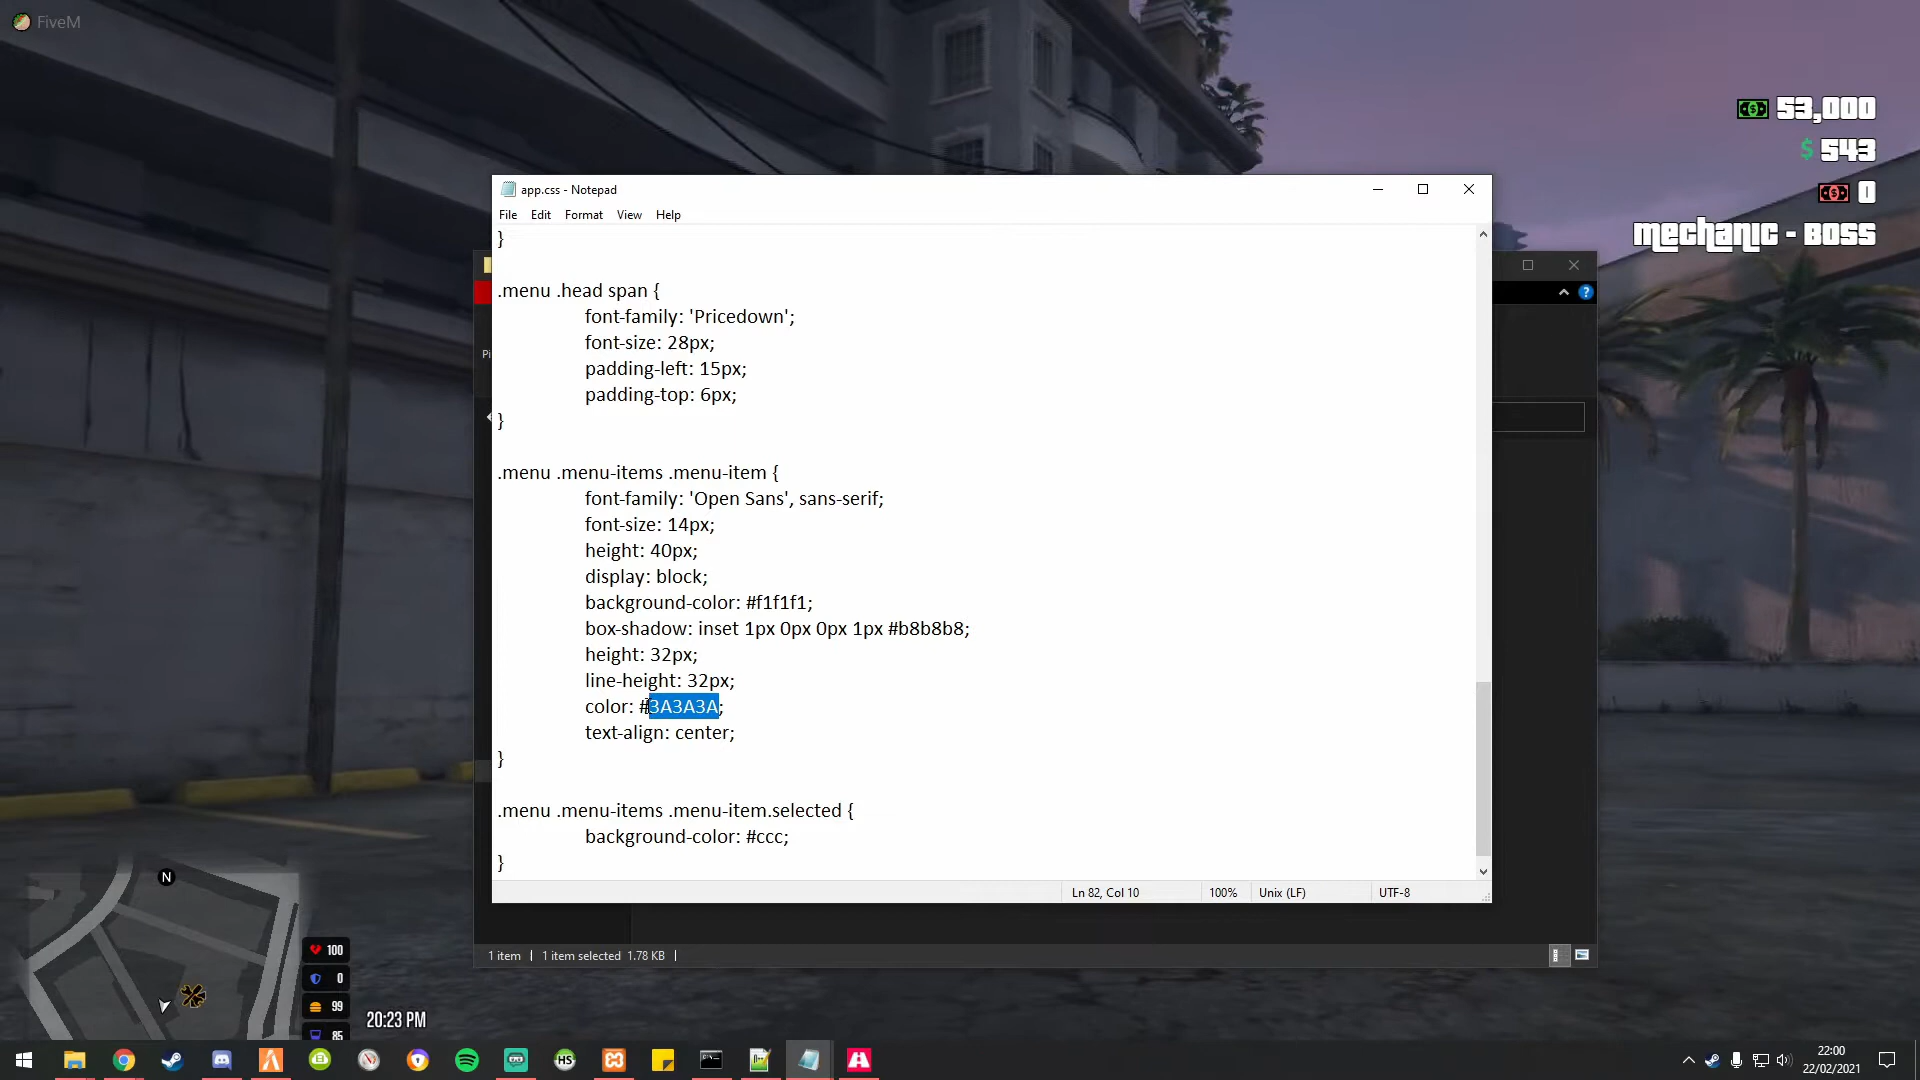 FiveM
53,000
$ 543
0
mechanic - Boss
app.css - Notepad
File Edit Format View Help
}
.menu .head span {
font-family: 'Pricedown';
font-size: 28px;
padding-left: 15px;
padding-top: 6px;
}
.menu .menu-items .menu-item {
font-family: 'Open Sans', sans-serif;
font-size: 14px;
height: 40px;
display: block;
background-color: #f1f1f1;
box-shadow: inset 1px 0px 0px 1px #b8b8b8;
height: 32px;
line-height: 32px;
color: #3A3A3A;
text-align: center;
}
.menu .menu-items .menu-item.selected {
background-color: #ccc;
}
Ln 82, Col 10 100% Unix (LF) UTF-8
1 item 1 item selected 1.78 KB
N
100
0
99
85
20:23 PM
HS
22:00
22/02/2021